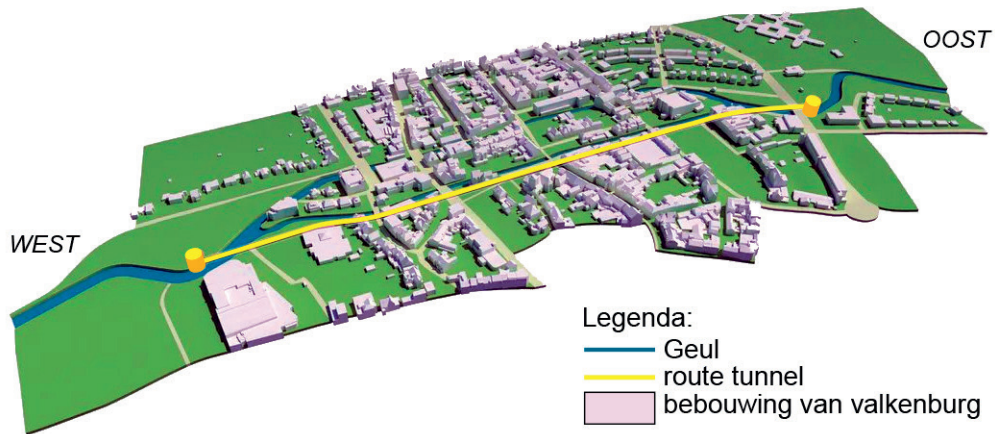 OOST
WEST
Legenda:
Geul
route tunnel
bebouwing van valkenburg